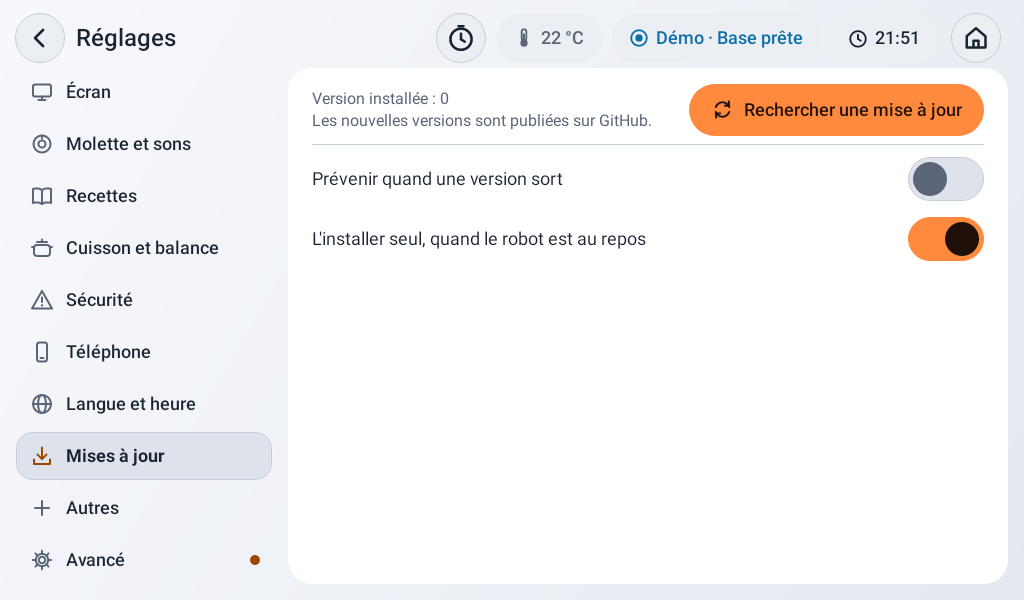 Réglages
22 °C
Démo · Base prête
21:51
Écran
Molette et sons
Recettes
Cuisson et balance
Sécurité
Téléphone
Langue et heure
Mises à jour
Autres
Avancé
Version installée : 0
Les nouvelles versions sont publiées sur GitHub.
Rechercher une mise à jour
Prévenir quand une version sort
L'installer seul, quand le robot est au repos